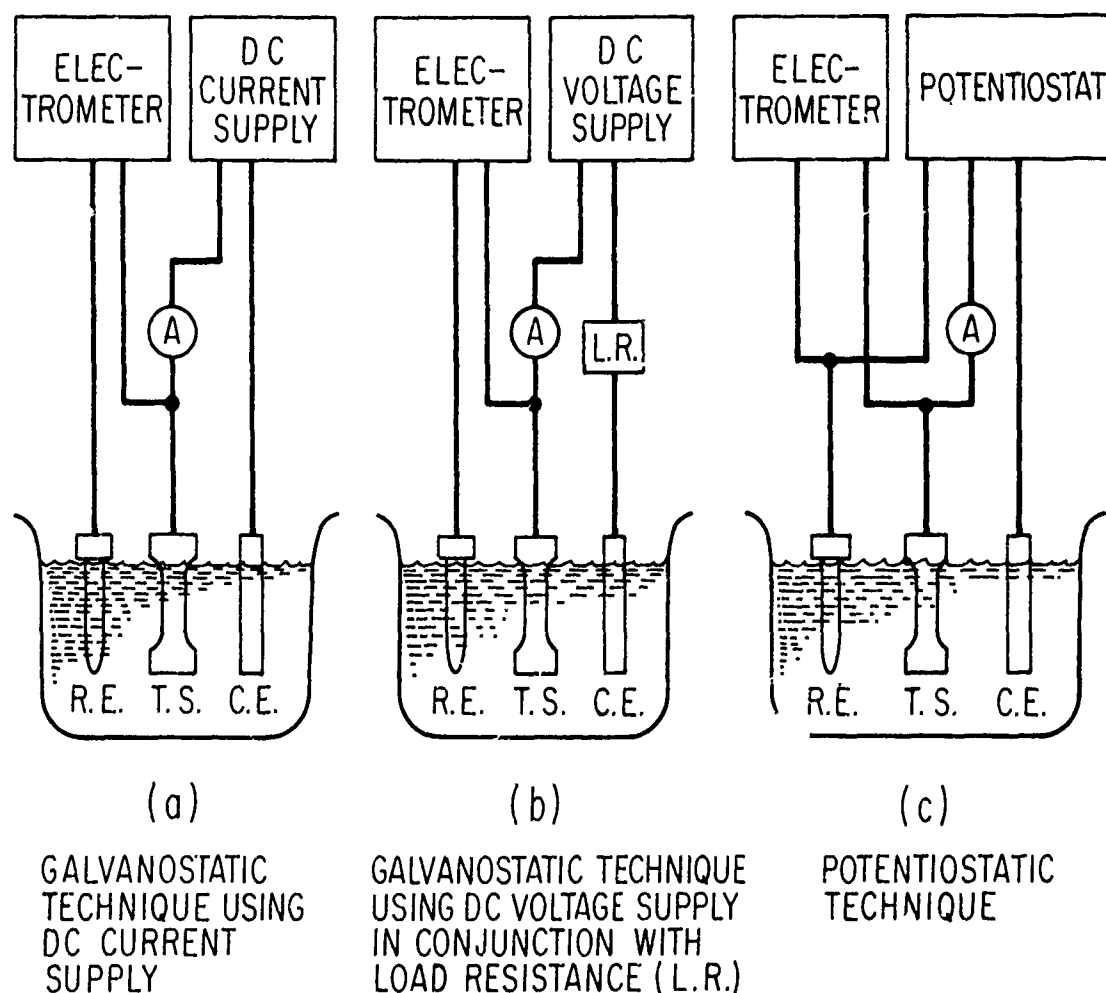 ELEC-
TROMETER
DC
CURRENT
SUPPLY
A
R.E. T.S. C.E.
(a)
GALVANOSTATIC
TECHNIQUE USING
DC CURRENT
SUPPLY
ELEC-
TROMETER
DC
VOLTAGE
SUPPLY
A
L.R.
R.E. T.S. C.E.
(b)
GALVANOSTATIC TECHNIQUE
USING DC VOLTAGE SUPPLY
IN CONJUNCTION WITH
LOAD RESISTANCE (L.R.)
ELEC-
TROMETER
POTENTIOSTAT
A
R.E. T.S. C.E.
(c)
POTENTIOSTATIC
TECHNIQUE